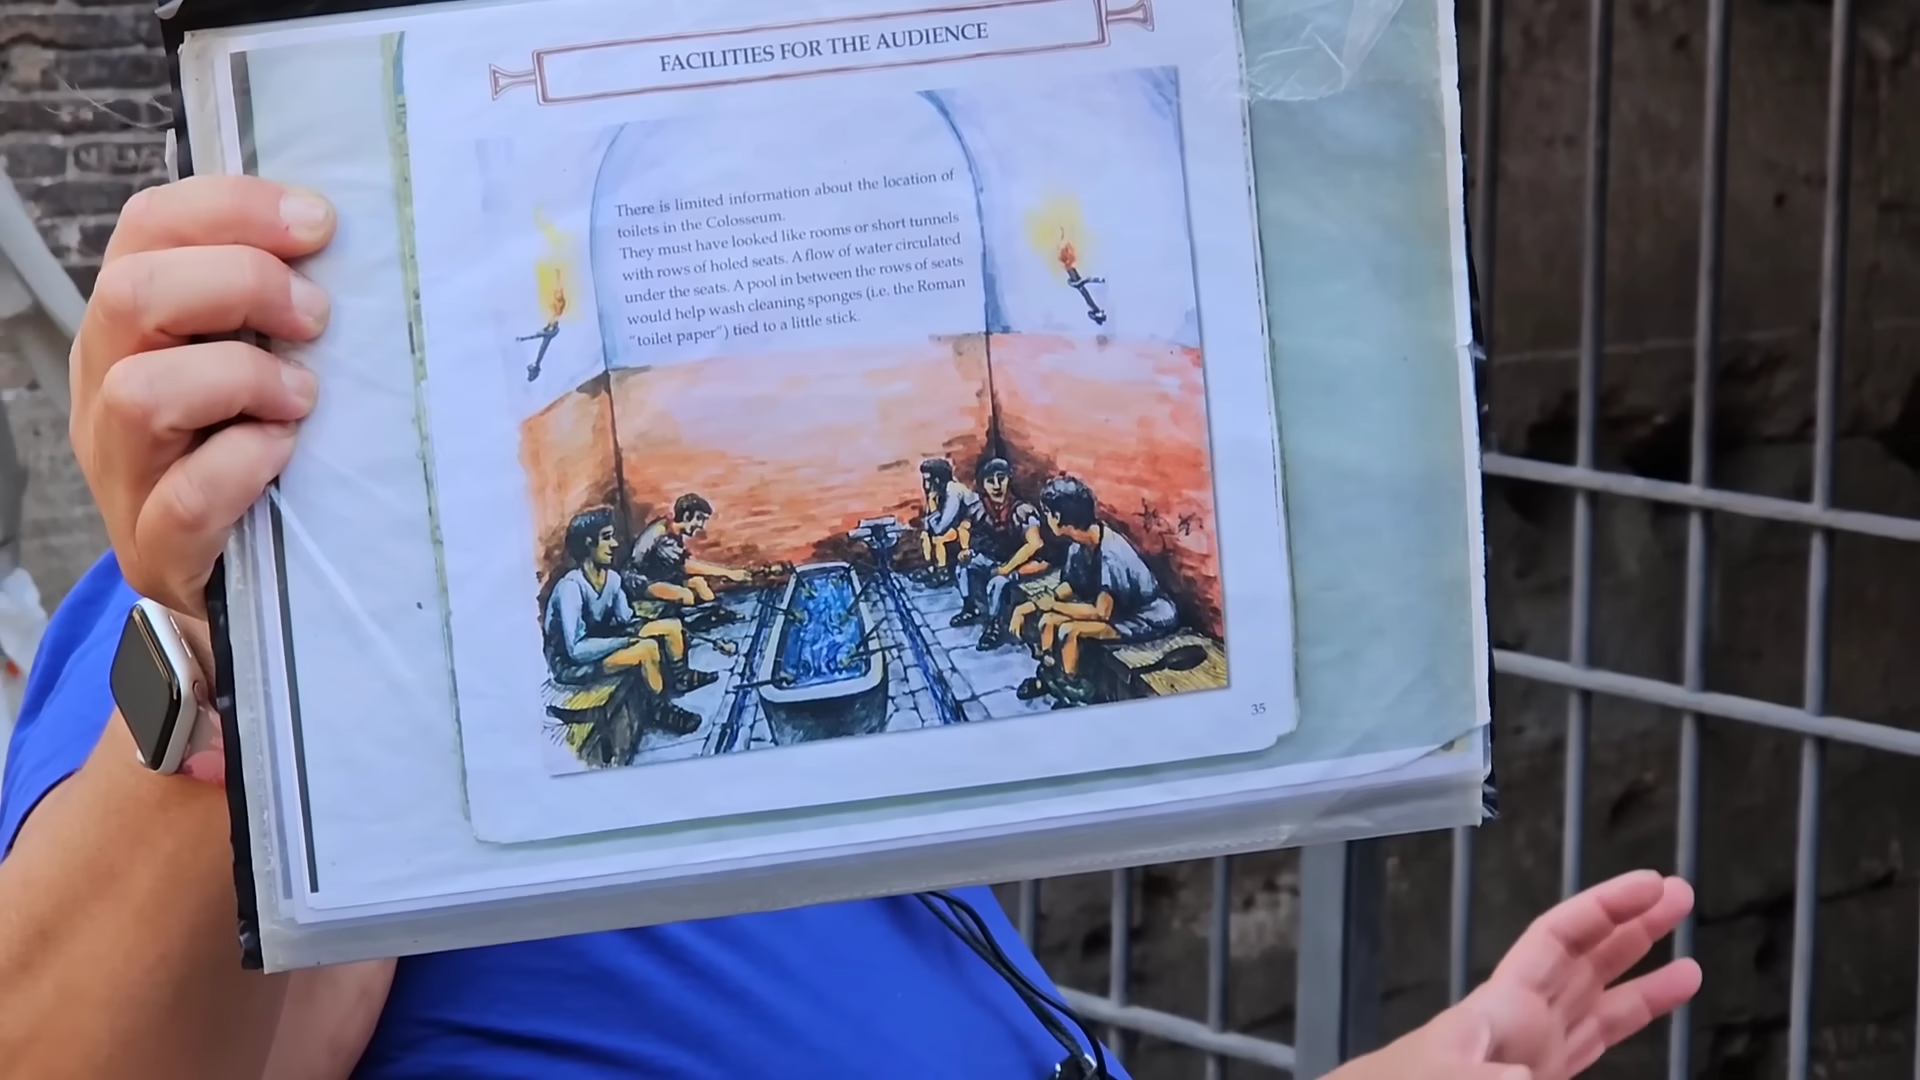 FACILITIES FOR THE AUDIENCE
There is limited information about the location of
toilets in the Colosseum.
They must have looked like rooms or short tunnels
with rows of holed seats. A flow of water circulated
under the seats. A pool in between the rows of seats
would help wash cleaning sponges (i.e. the Roman
"toilet paper") tied to a little stick.
35